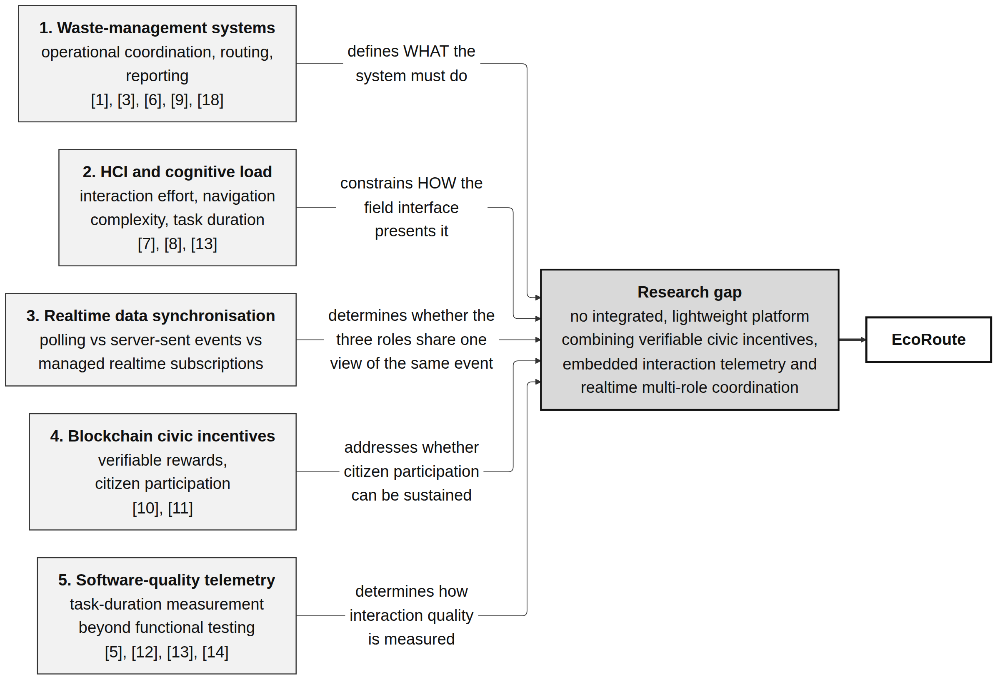 1. Waste-management systems
operational coordination, routing,
reporting
[1], [3], [6], [9], [18]
defines WHAT the
system must do
2. HCI and cognitive load
interaction effort, navigation
complexity, task duration
[7], [8], [13]
constrains HOW the
field interface
presents it
3. Realtime data synchronisation
polling vs server-sent events vs
managed realtime subscriptions
determines whether the
three roles share one
view of the same event
4. Blockchain civic incentives
verifiable rewards,
citizen participation
[10], [11]
addresses whether
citizen participation
can be sustained
5. Software-quality telemetry
task-duration measurement
beyond functional testing
[5], [12], [13], [14]
determines how
interaction quality
is measured
Research gap
no integrated, lightweight platform
combining verifiable civic incentives,
embedded interaction telemetry and
realtime multi-role coordination
EcoRoute